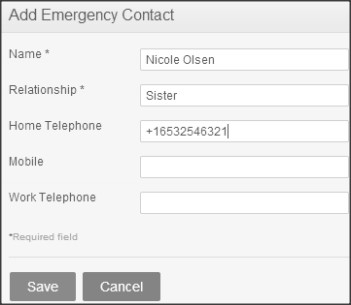 Add Emergency Contact
Name * Nicole Olsen
Relationship * Sister
Home Telephone +16532546321
Mobile
Work Telephone
*Required field
Save Cancel